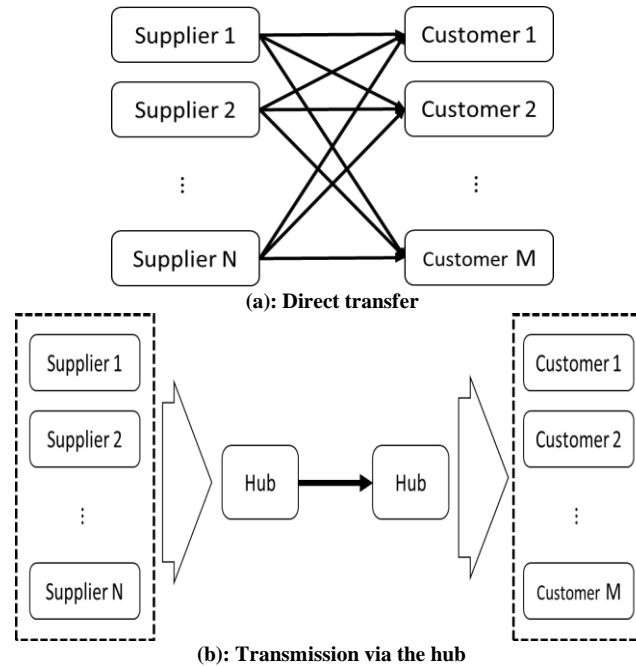 Supplier 1 Customer 1
Supplier 2 Customer 2
⋮ ⋮
Supplier N Customer M
(a): Direct transfer
Supplier 1 Customer 1
Supplier 2 Customer 2
Hub Hub
⋮ ⋮
Supplier N Customer M
(b): Transmission via the hub